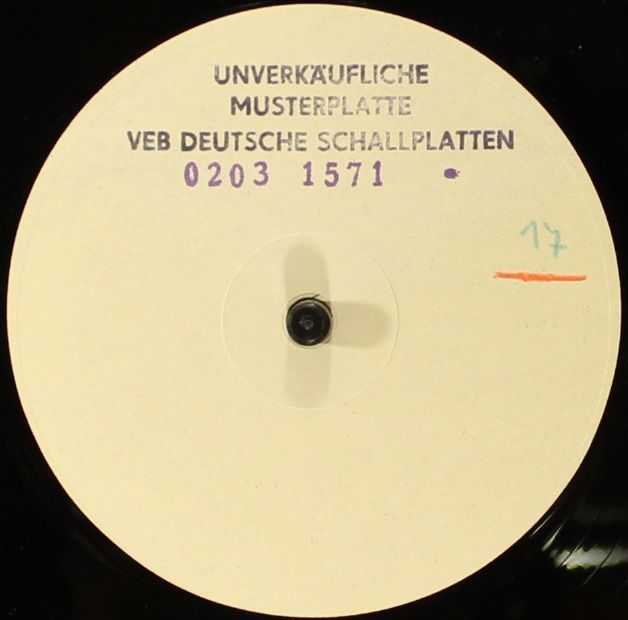 UNVERKÄUFLICHE
MUSTERPLATTE
VEB DEUTSCHE SCHALLPLATTEN
0203 1571
17